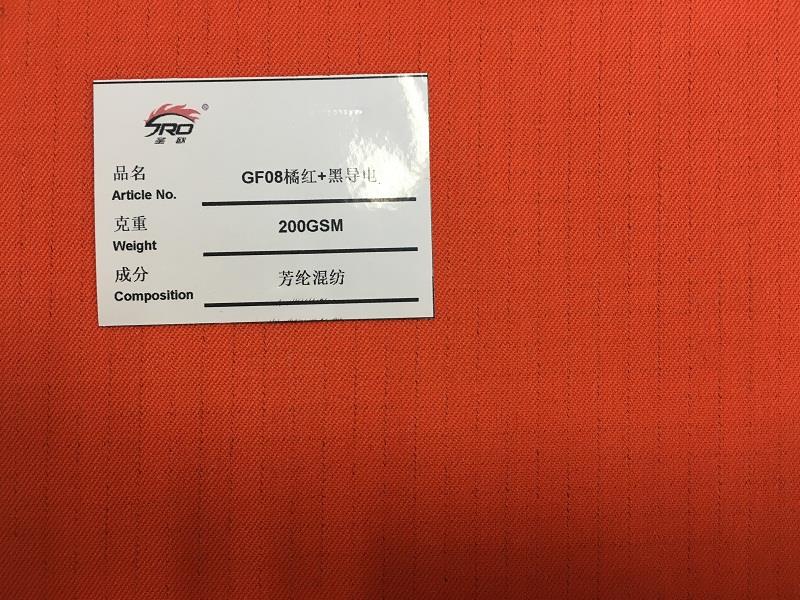 SRO
圣欧
品名 GF08橘红+黑导电
Article No.
克重 200GSM
Weight
成分 芳纶混纺
Composition